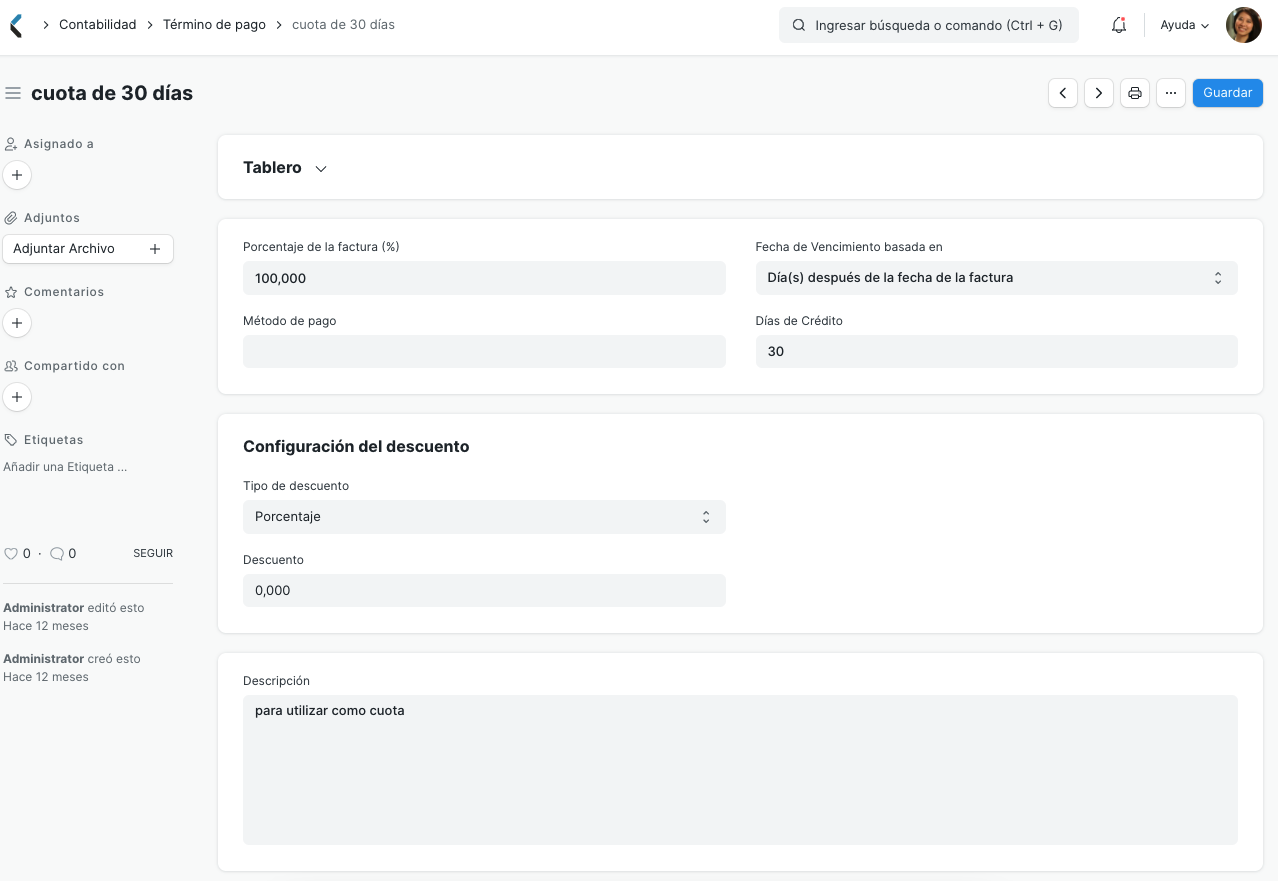 Contabilidad
Término de pago
cuota de 30 días
Ingresar búsqueda o comando (Ctrl + G)
Ayuda
cuota de 30 días
Guardar
Asignado a
Adjuntos
Adjuntar Archivo
Comentarios
Compartido con
Etiquetas
Añadir una Etiqueta ...
0 · 0 SEGUIR
Administrator editó esto
Hace 12 meses
Administrator creó esto
Hace 12 meses
Tablero
Porcentaje de la factura (%)
100,000
Método de pago
Fecha de Vencimiento basada en
Día(s) después de la fecha de la factura
Días de Crédito
30
Configuración del descuento
Tipo de descuento
Porcentaje
Descuento
0,000
Descripción
para utilizar como cuota